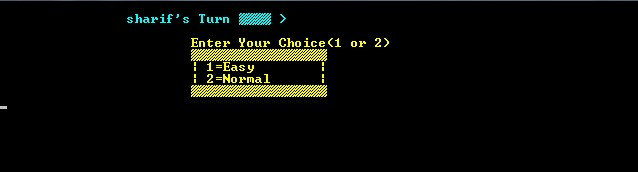 sharif's Turn ▒▒▒▒ >
Enter Your Choice(1 or 2)
▒▒▒▒▒▒▒▒▒▒▒▒▒▒▒▒▒
¦ 1=Easy ¦
¦ 2=Normal ¦
▒▒▒▒▒▒▒▒▒▒▒▒▒▒▒▒▒